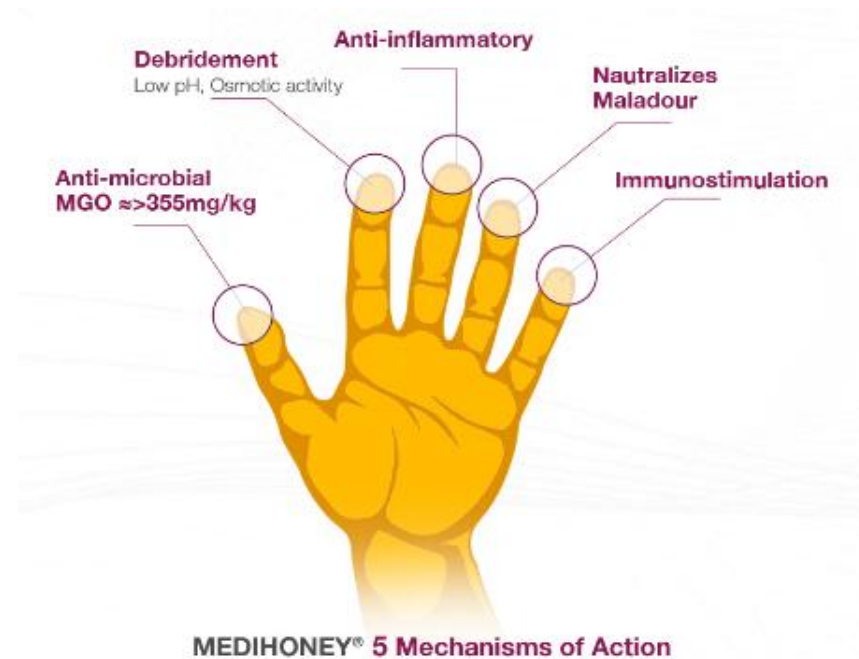 Anti-inflammatory
Debridement
Low pH, Osmotic activity
Nautralizes
Maladour
Anti-microbial
MGO ≈>355mg/kg
Immunostimulation
MEDIHONEY® 5 Mechanisms of Action